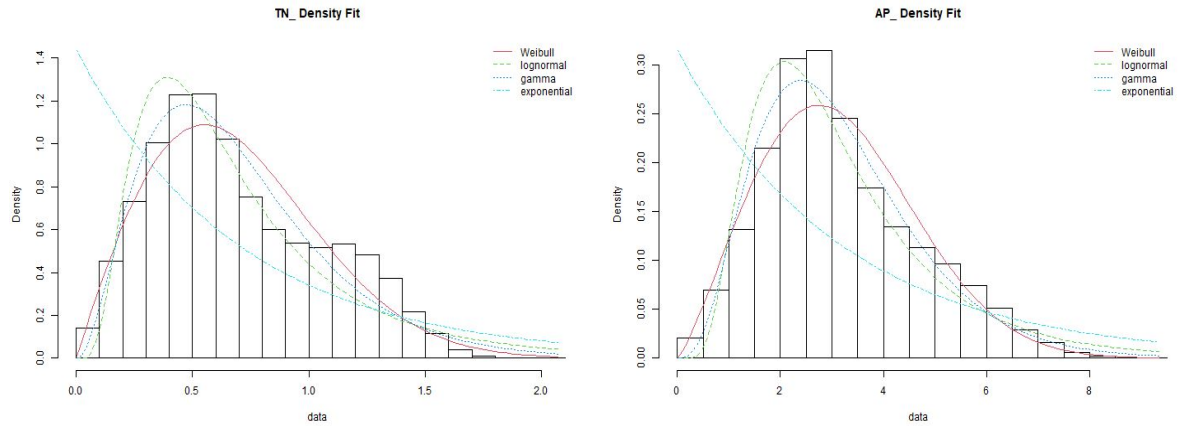 TN_ Density Fit
Weibull
lognormal
gamma
exponential
Density
0.0 0.2 0.4 0.6 0.8 1.0 1.2 1.4
0.0 0.5 1.0 1.5 2.0
data
AP_ Density Fit
Weibull
lognormal
gamma
exponential
Density
0.00 0.05 0.10 0.15 0.20 0.25 0.30
0 2 4 6 8
data